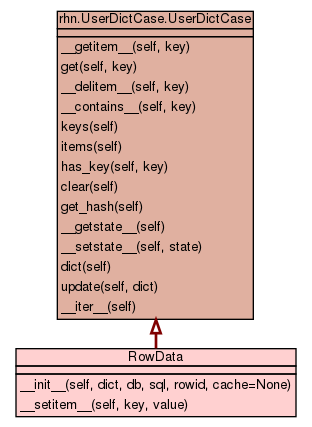 rhn.UserDictCase.UserDictCase
__getitem__(self, key)
get(self, key)
__delitem__(self, key)
__contains__(self, key)
keys(self)
items(self)
has_key(self, key)
clear(self)
get_hash(self)
__getstate__(self)
__setstate__(self, state)
dict(self)
update(self, dict)
__iter__(self)
RowData
__init__(self, dict, db, sql, rowid, cache=None)
__setitem__(self, key, value)